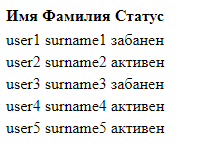 Имя Фамилия Статус
user1 surname1 забанен
user2 surname2 активен
user3 surname3 забанен
user4 surname4 активен
user5 surname5 активен